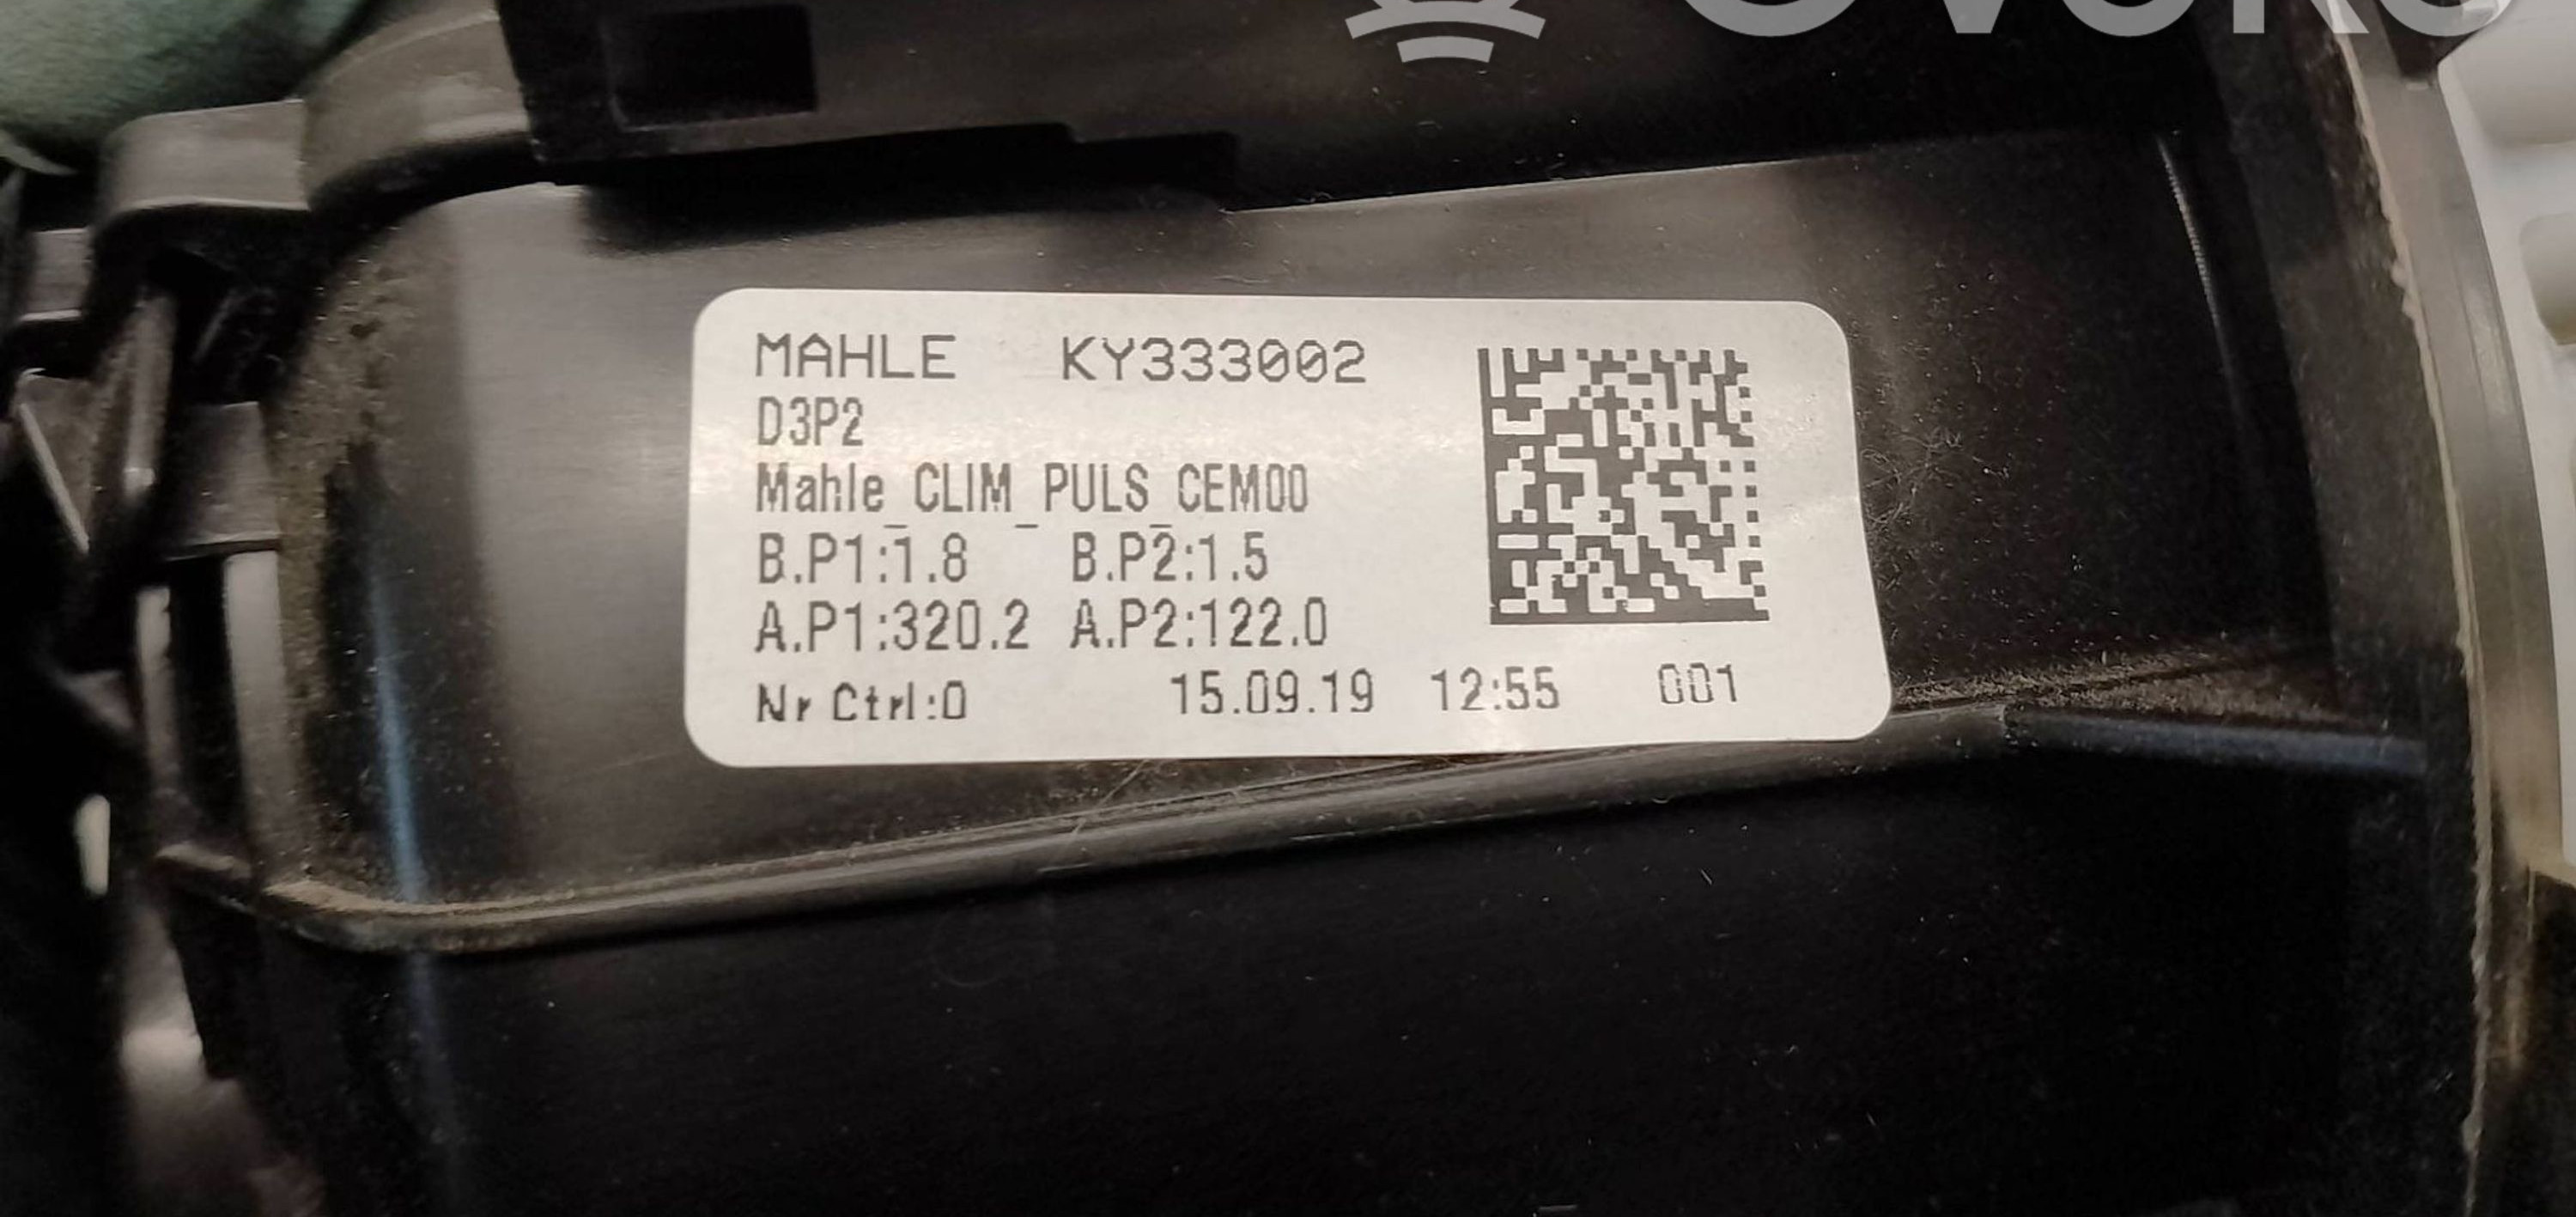 MAHLE KY333002
D3P2
Mahle_CLIM_PULS_CEM00
B.P1:1.8 B.P2:1.5
A.P1:320.2 A.P2:122.0
Nr Ctrl:0 15.09.19 12:55 001